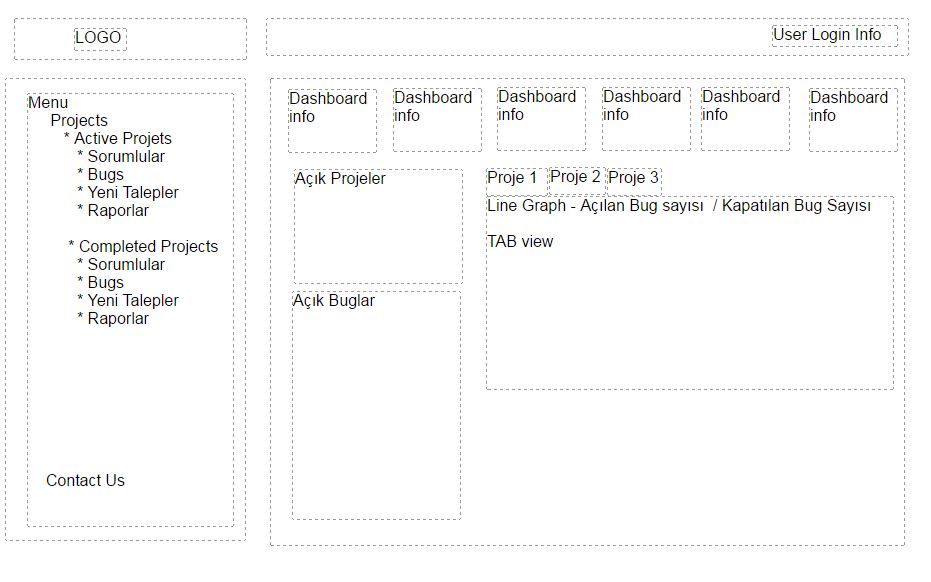 LOGO
User Login Info
Menu
Projects
* Active Projets
* Sorumlular
* Bugs
* Yeni Talepler
* Raporlar
* Completed Projects
* Sorumlular
* Bugs
* Yeni Talepler
* Raporlar
Contact Us
Dashboard
info
Dashboard
info
Dashboard
info
Dashboard
info
Dashboard
info
Dashboard
info
Açık Projeler
Açık Buglar
Proje 1
Proje 2
Proje 3
Line Graph - Açılan Bug sayısı / Kapatılan Bug Sayısı
TAB view